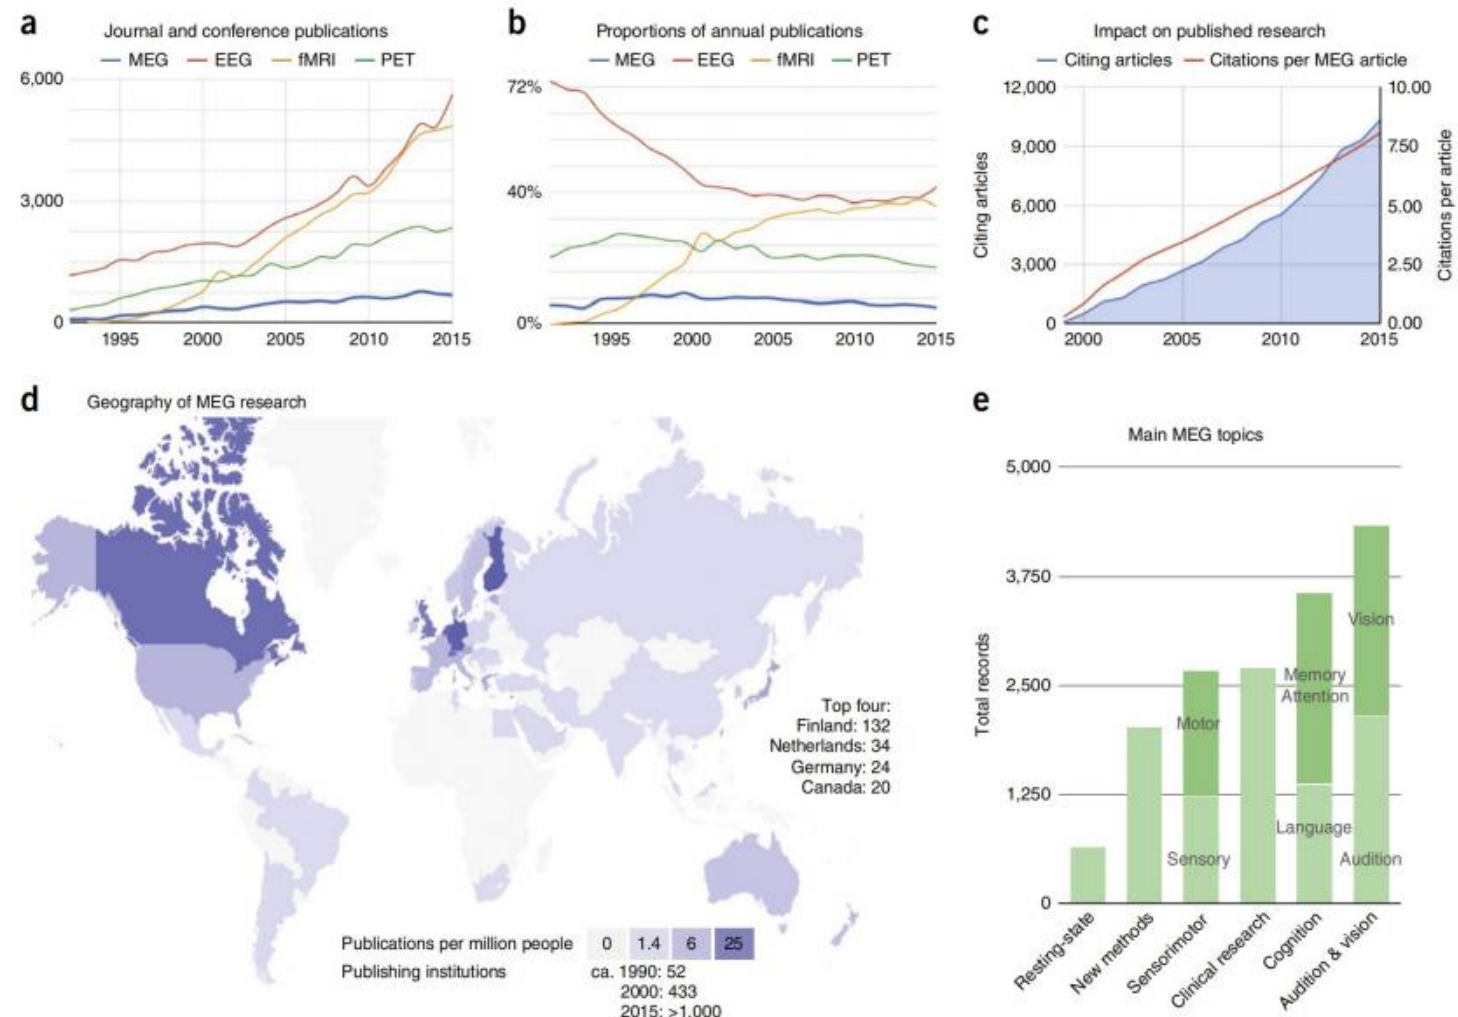 a
Journal and conference publications
MEG EEG fMRI PET
6,000
3,000
0
1995 2000 2005 2010 2015
b
Proportions of annual publications
MEG EEG fMRI PET
72%
40%
0%
1995 2000 2005 2010 2015
c
Impact on published research
Citing articles Citations per MEG article
12,000
9,000
6,000
3,000
0
Citing articles
10.00
7.50
5.00
2.50
0.00
Citations per article
2000 2005 2010 2015
d
Geography of MEG research
Top four:
Finland: 132
Netherlands: 34
Germany: 24
Canada: 20
Publications per million people 0 1.4 6 25
Publishing institutions ca. 1990: 52
2000: 433
2015: >1,000
e
Main MEG topics
5,000
3,750
2,500
1,250
0
Total records
Vision
Memory
Attention
Motor
Language
Sensory
Audition
Resting-state
New methods
Sensorimotor
Clinical research
Cognition
Audition & vision